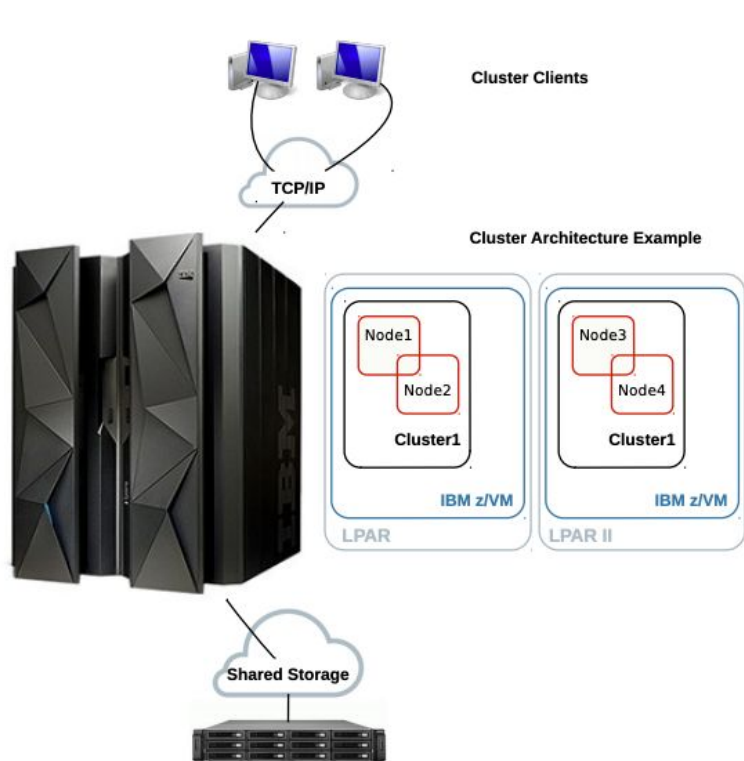 Cluster Clients
TCP/IP
Cluster Architecture Example
Node1
Node2
Cluster1
IBM z/VM
LPAR
Node3
Node4
Cluster1
IBM z/VM
LPAR II
IBM
Shared Storage